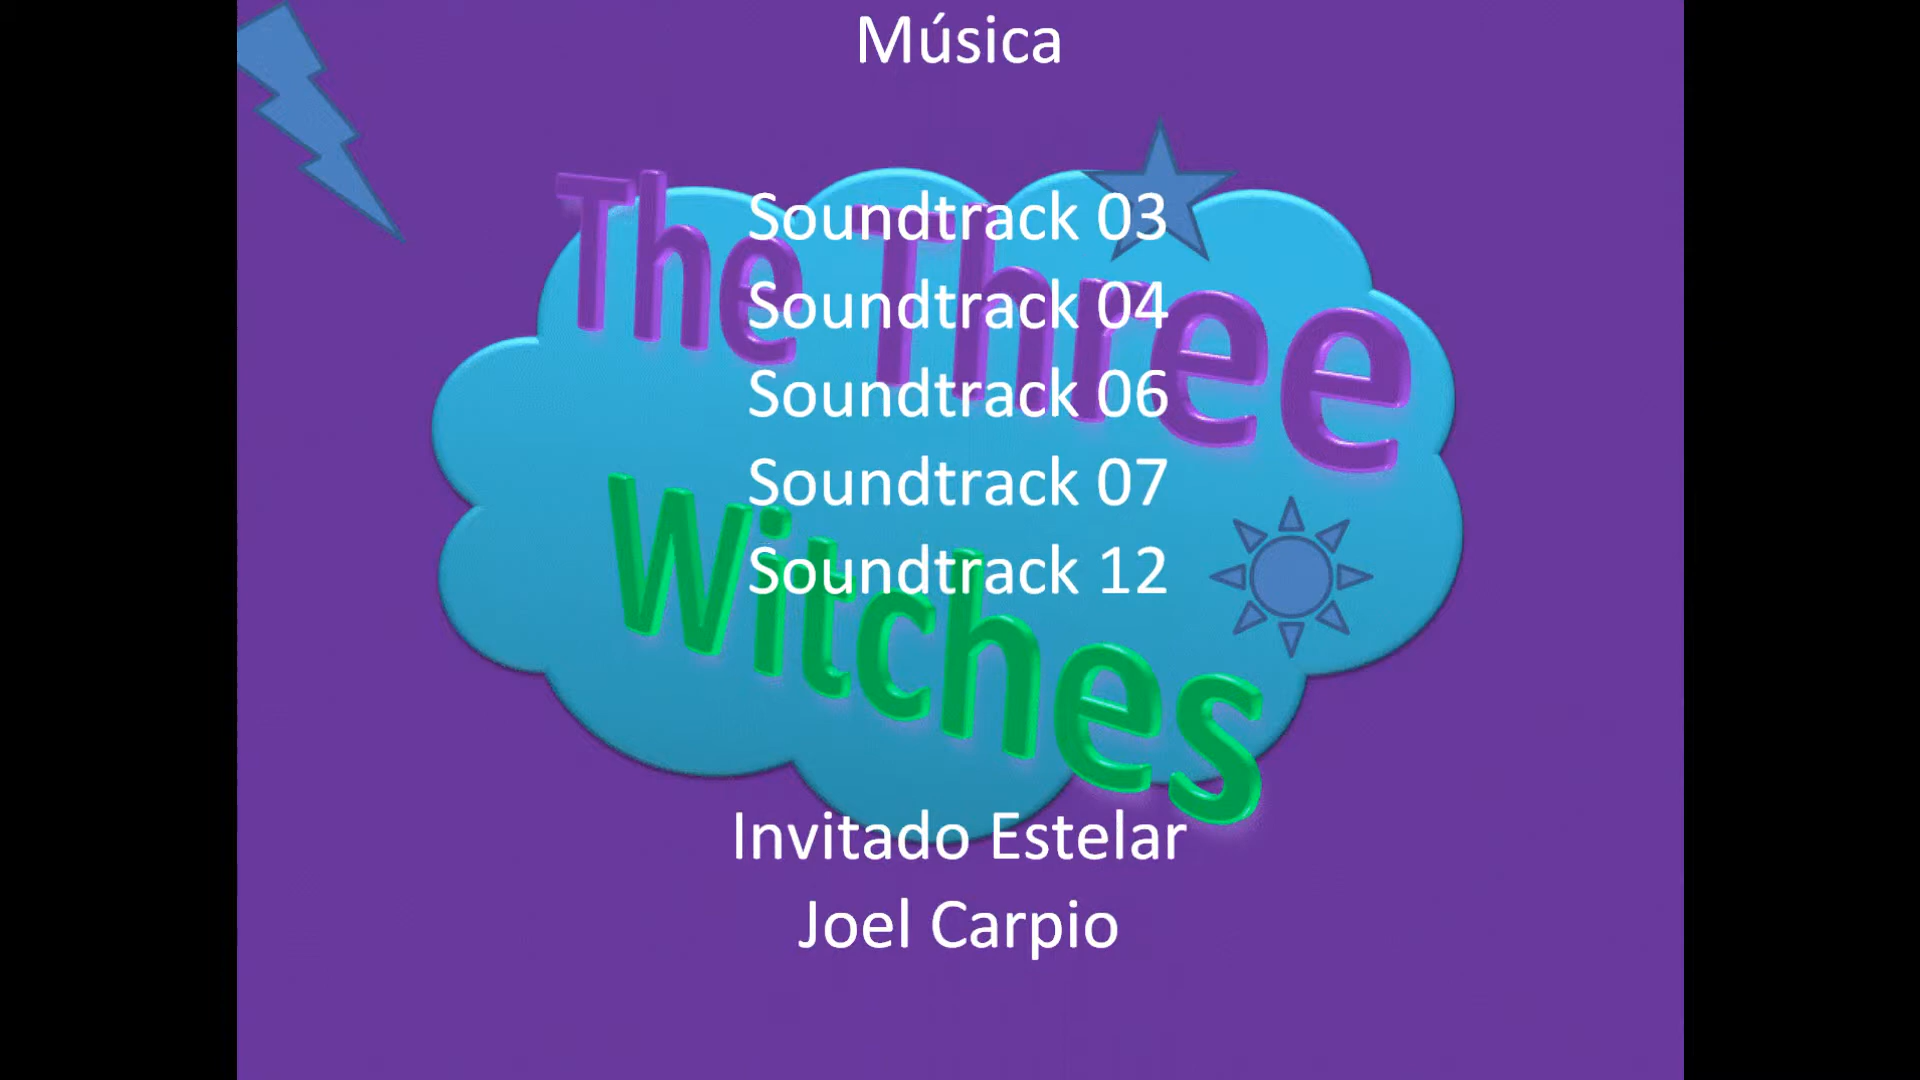 Música
Soundtrack 03
Soundtrack 04
Soundtrack 06
Soundtrack 07
Soundtrack 12
The Three
Witches
Invitado Estelar
Joel Carpio